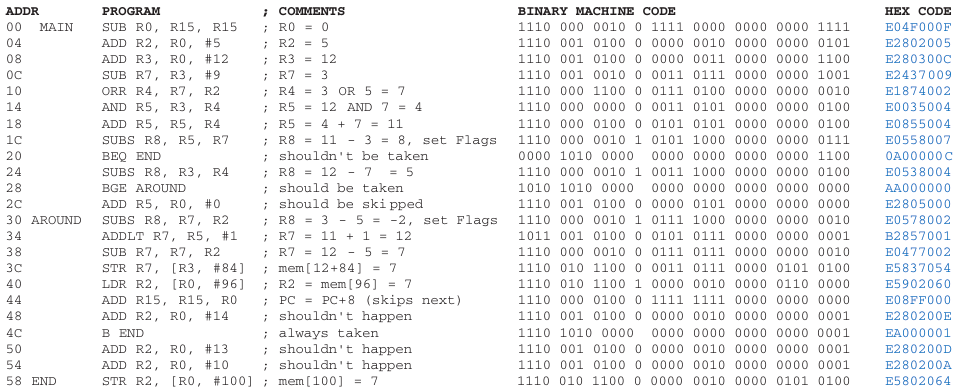 ADDR PROGRAM ; COMMENTS BINARY MACHINE CODE HEX CODE
00 MAIN SUB R0, R15, R15 ; R0 = 0 1110 000 0010 0 1111 0000 0000 0000 1111 E04F000F
04 ADD R2, R0, #5 ; R2 = 5 1110 001 0100 0 0000 0010 0000 0000 0101 E2802005
08 ADD R3, R0, #12 ; R3 = 12 1110 001 0100 0 0000 0011 0000 0000 1100 E280300C
0C SUB R7, R3, #9 ; R7 = 3 1110 001 0010 0 0011 0111 0000 0000 1001 E2437009
10 ORR R4, R7, R2 ; R4 = 3 OR 5 = 7 1110 000 1100 0 0111 0100 0000 0000 0010 E1874002
14 AND R5, R3, R4 ; R5 = 12 AND 7 = 4 1110 000 0000 0 0011 0101 0000 0000 0100 E0035004
18 ADD R5, R5, R4 ; R5 = 4 + 7 = 11 1110 000 0100 0 0101 0101 0000 0000 0100 E0855004
1C SUBS R8, R5, R7 ; R8 = 11 - 3 = 8, set Flags 1110 000 0010 1 0101 1000 0000 0000 0111 E0558007
20 BEQ END ; shouldn't be taken 0000 1010 0000 0000 0000 0000 0000 1100 0A00000C
24 SUBS R8, R3, R4 ; R8 = 12 - 7 = 5 1110 000 0010 1 0011 1000 0000 0000 0100 E0538004
28 BGE AROUND ; should be taken 1010 1010 0000 0000 0000 0000 0000 0000 AA000000
2C ADD R5, R0, #0 ; should be skipped 1110 001 0100 0 0000 0101 0000 0000 0000 E2805000
30 AROUND SUBS R8, R7, R2 ; R8 = 3 - 5 = -2, set Flags 1110 000 0010 1 0111 1000 0000 0000 0010 E0578002
34 ADDLT R7, R5, #1 ; R7 = 11 + 1 = 12 1011 001 0100 0 0101 0111 0000 0000 0001 B2857001
38 SUB R7, R7, R2 ; R7 = 12 - 5 = 7 1110 000 0010 0 0111 0111 0000 0000 0010 E0477002
3C STR R7, [R3, #84] ; mem[12+84] = 7 1110 010 1100 0 0011 0111 0000 0101 0100 E5837054
40 LDR R2, [R0, #96] ; R2 = mem[96] = 7 1110 010 1100 1 0000 0010 0000 0110 0000 E5902060
44 ADD R15, R15, R0 ; PC = PC+8 (skips next) 1110 000 0100 0 1111 1111 0000 0000 0000 E08FF000
48 ADD R2, R0, #14 ; shouldn't happen 1110 001 0100 0 0000 0010 0000 0000 0001 E280200E
4C B END ; always taken 1110 1010 0000 0000 0000 0000 0000 0001 EA000001
50 ADD R2, R0, #13 ; shouldn't happen 1110 001 0100 0 0000 0010 0000 0000 0001 E280200D
54 ADD R2, R0, #10 ; shouldn't happen 1110 001 0100 0 0000 0010 0000 0000 0001 E280200A
58 END STR R2, [R0, #100] ; mem[100] = 7 1110 010 1100 0 0000 0010 0000 0101 0100 E5802064